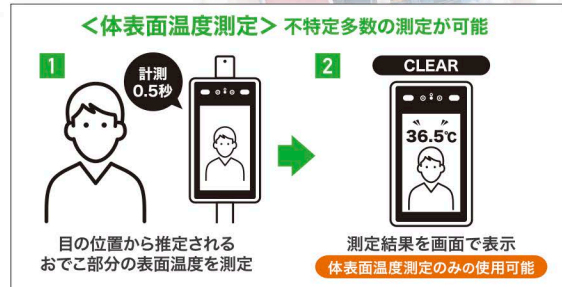 ＜体表面温度測定＞ 不特定多数の測定が可能
1
計測
0.5秒
目の位置から推定される
おでこ部分の表面温度を測定
2
CLEAR
36.5℃
測定結果を画面で表示
体表面温度測定のみの使用可能